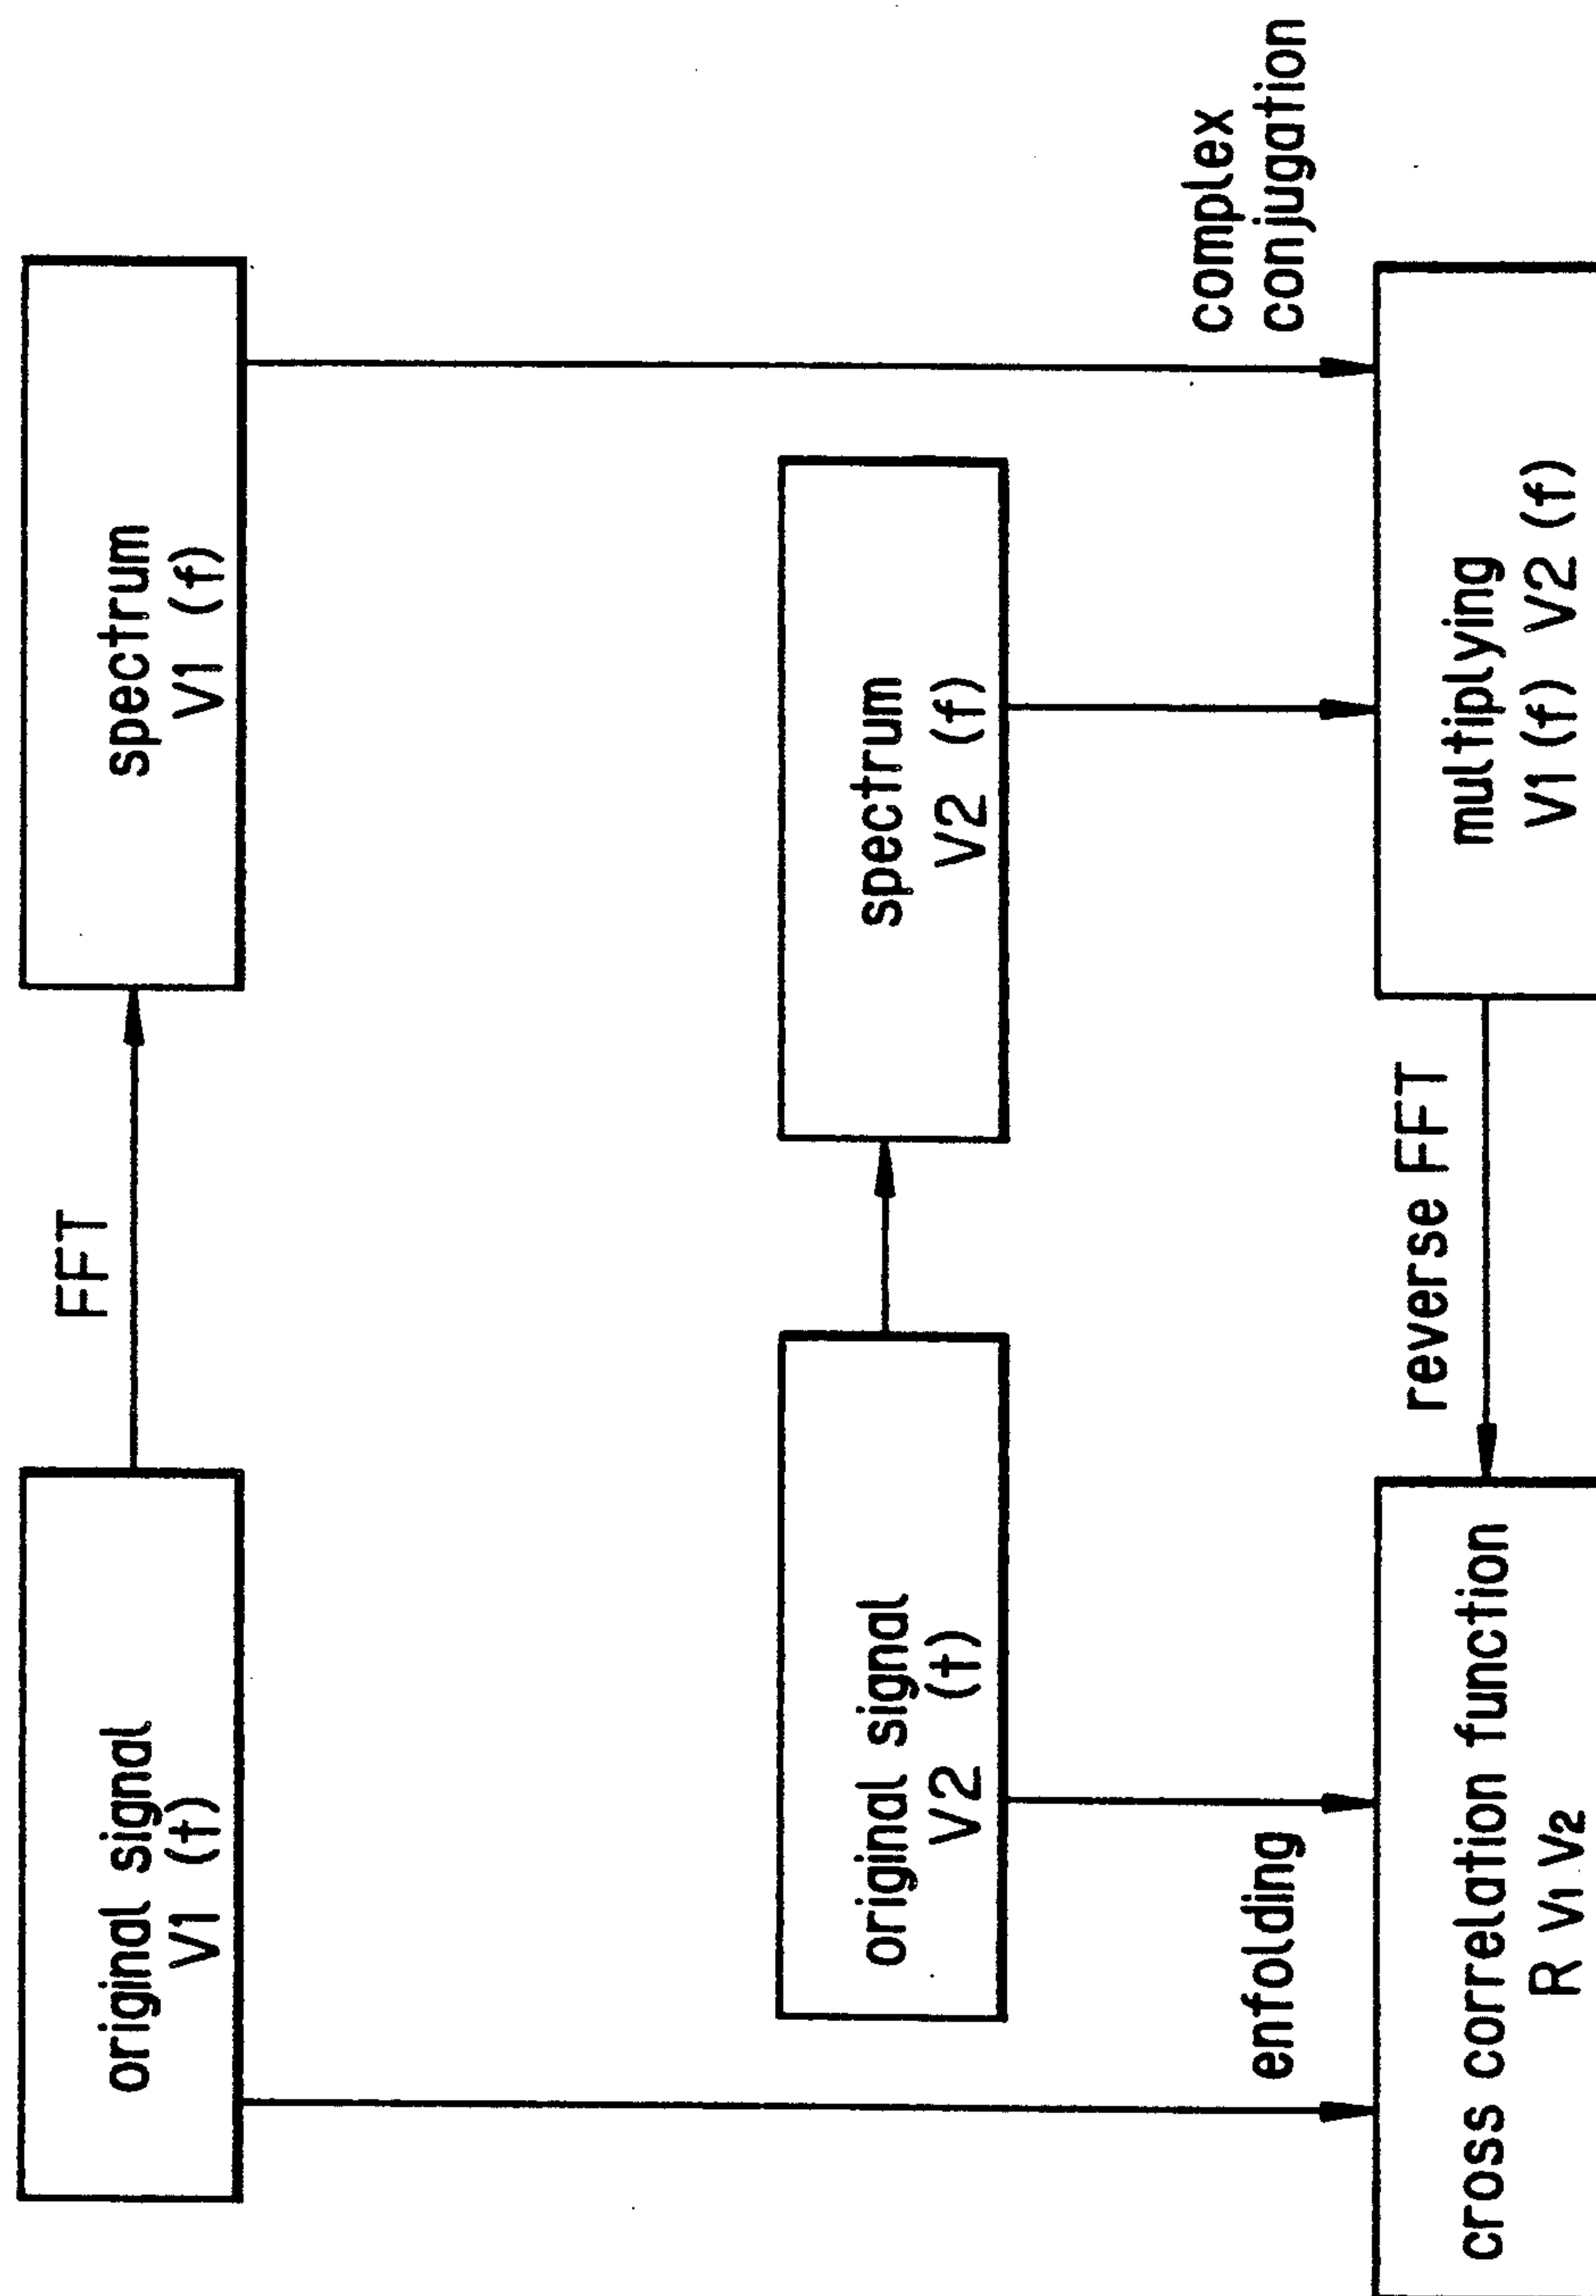 original signal
V1 (t)
FFT
spectrum
V1 (f)
original signal
V2 (t)
spectrum
V2 (f)
enfolding
complex
conjugation
cross correlation function
R V1 V2
reverse FFT
multiplying
V1 (f) V2 (f)